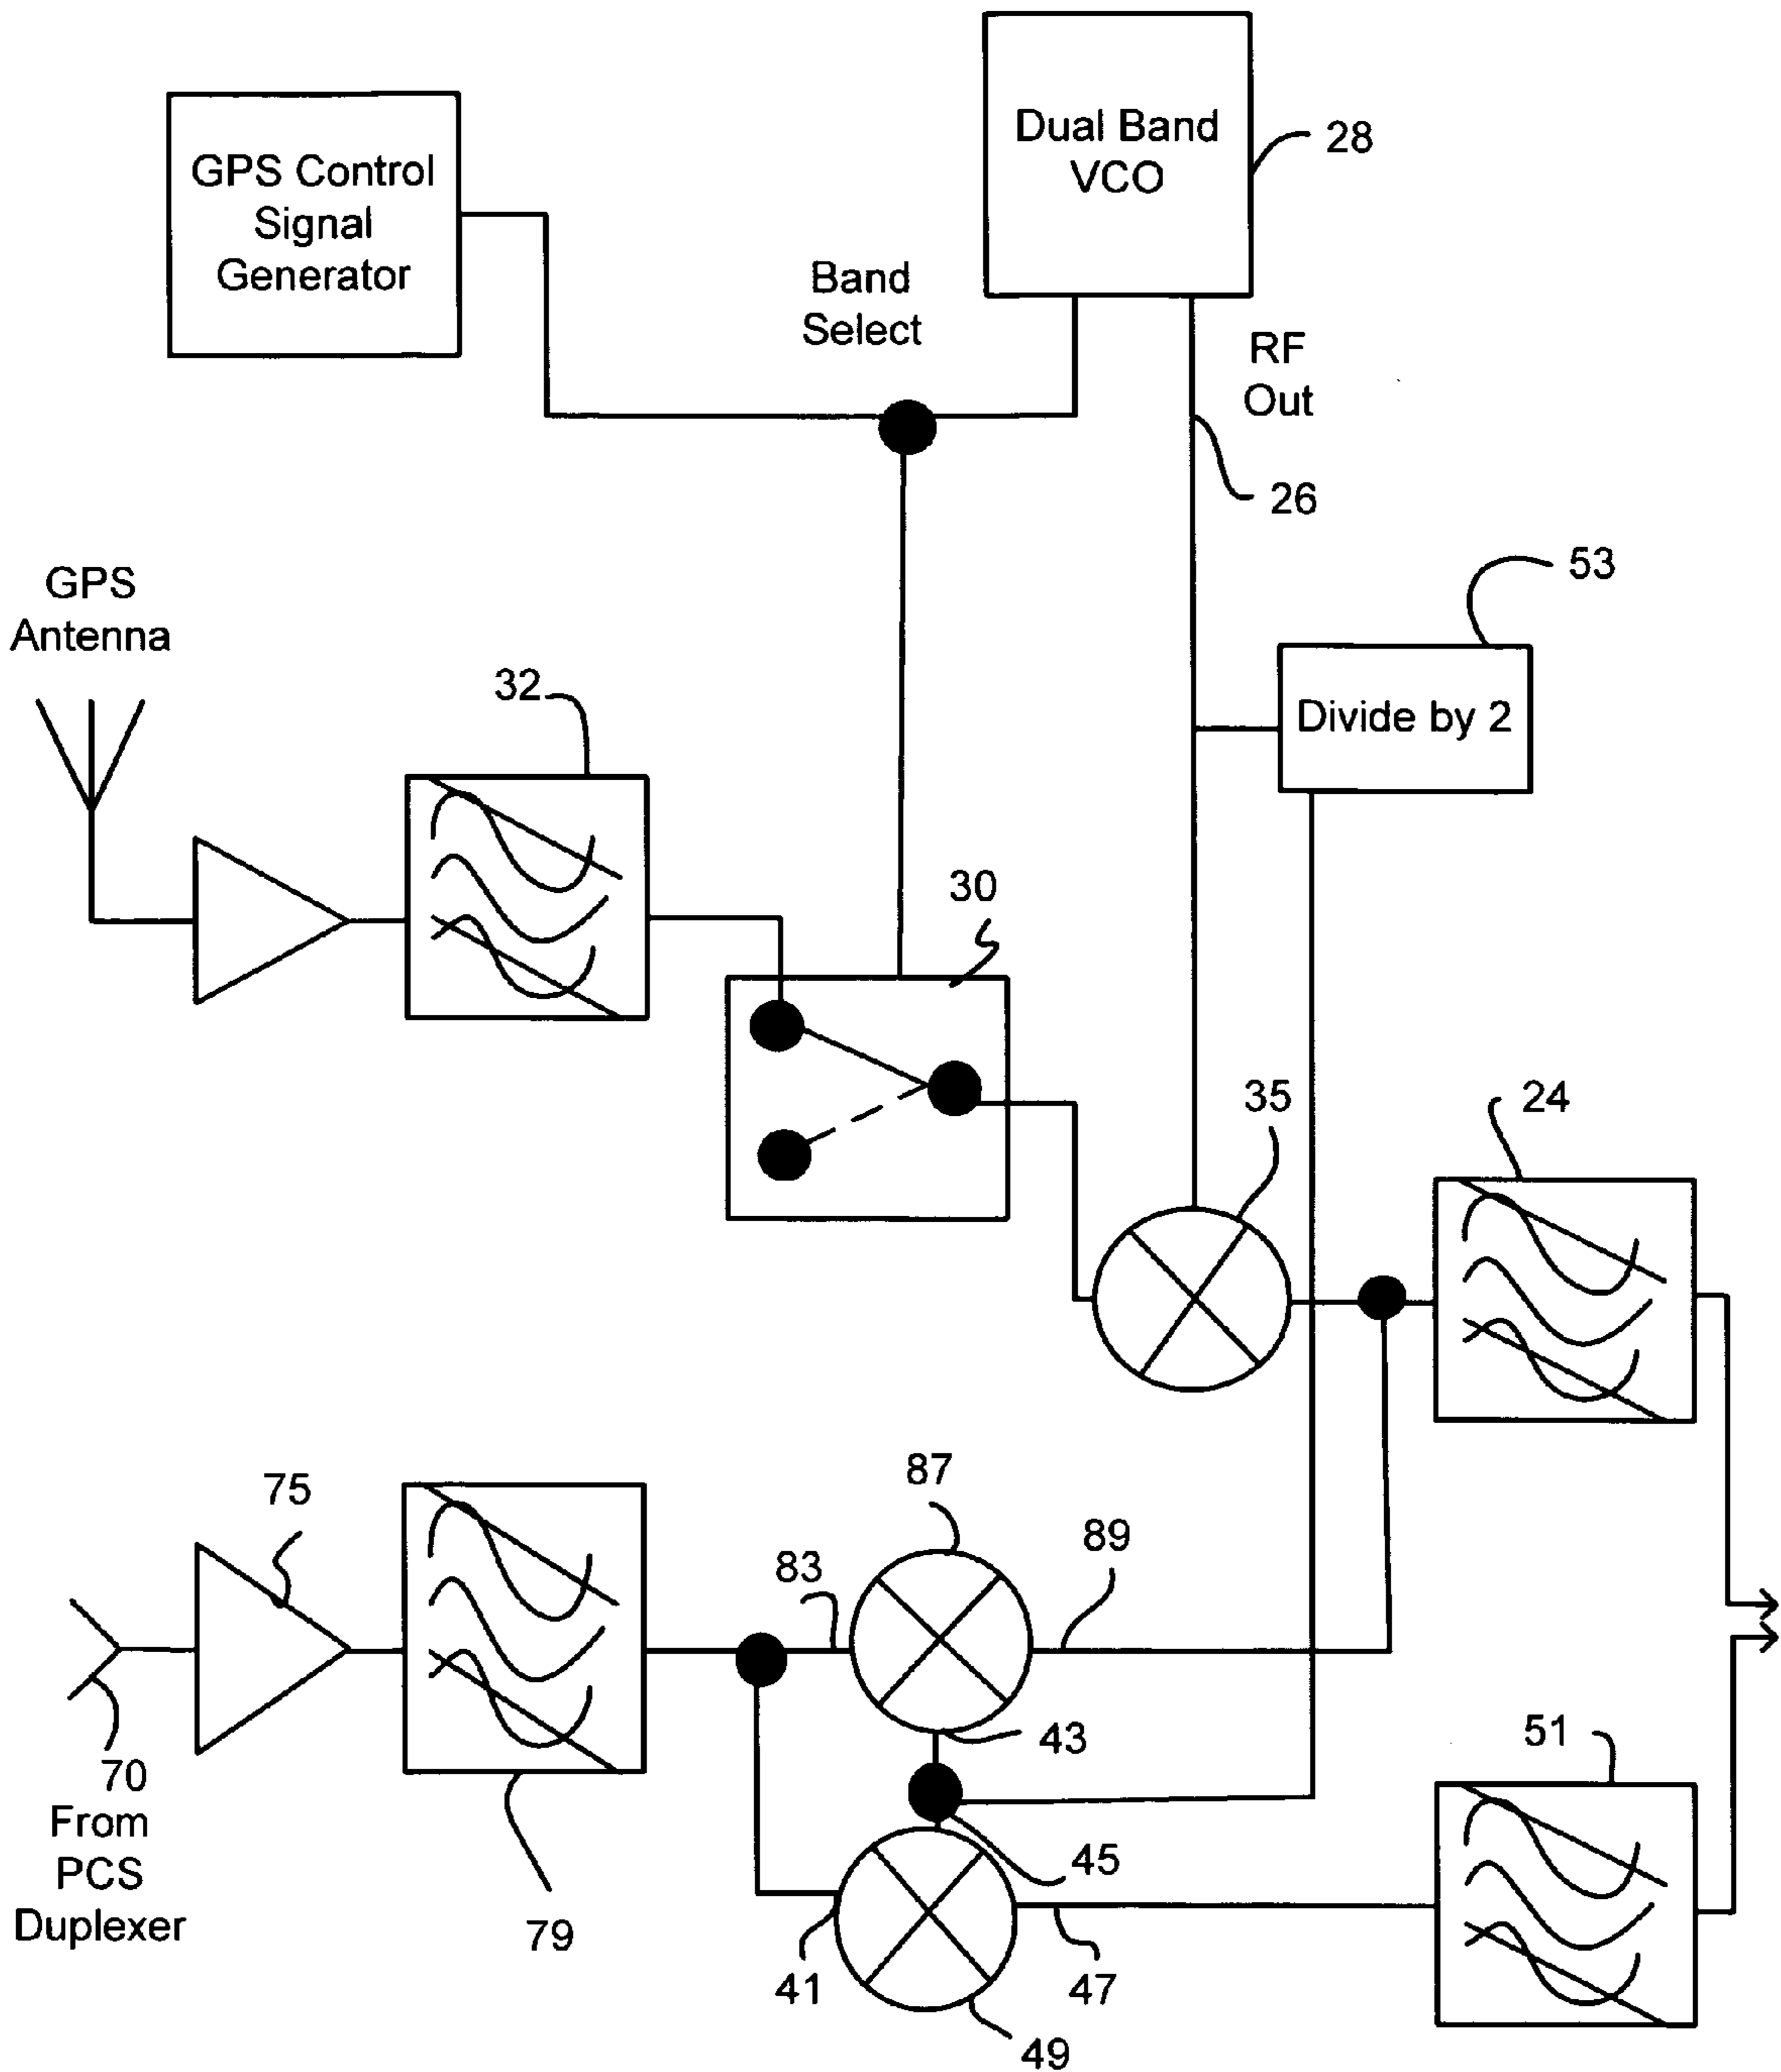 Dual Band
VCO
28
GPS Control
Signal
Generator
Band
Select
RF
Out
26
53
GPS
Antenna
Divide by 2
32
30
35
24
75
87
83
89
43
70
From
PCS
Duplexer
79
51
45
41
47
49